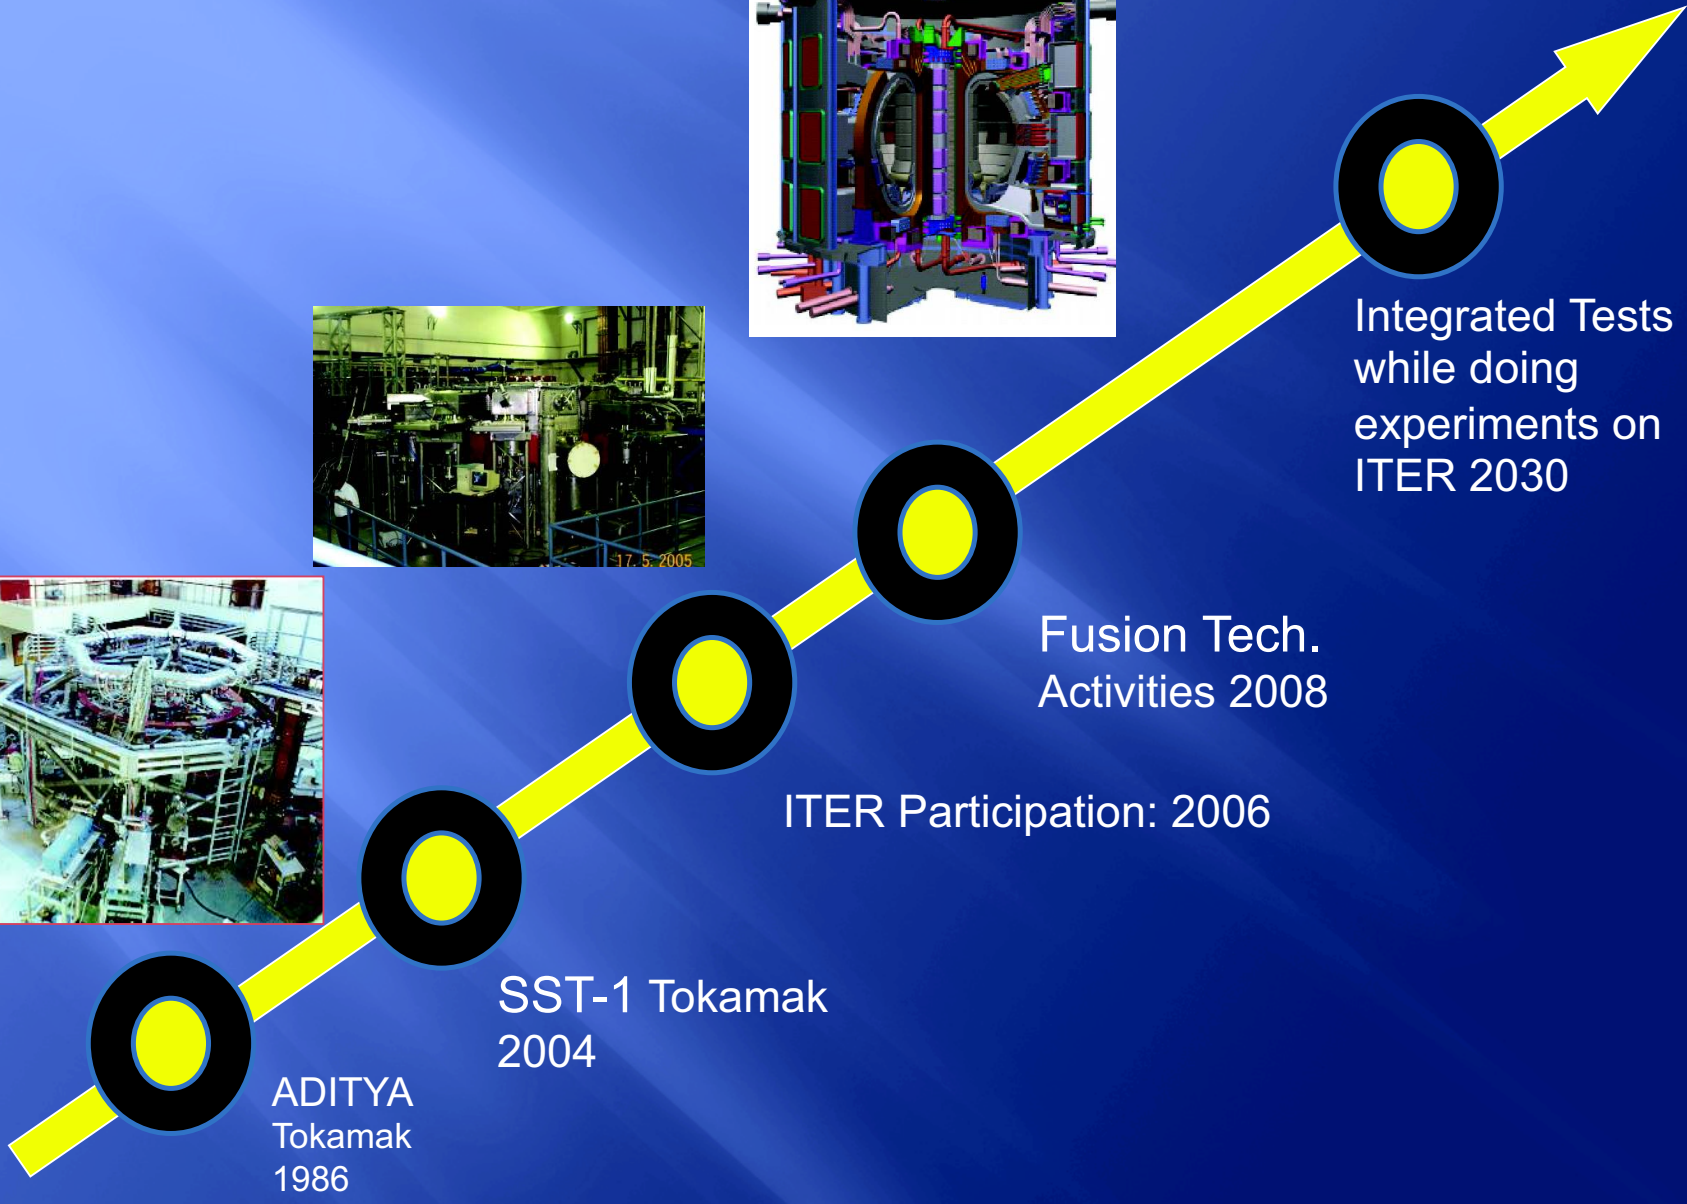 Integrated Tests
while doing
experiments on
ITER 2030
17. 5. 2005
Fusion Tech.
Activities 2008
ITER Participation: 2006
SST-1 Tokamak
2004
ADITYA
Tokamak
1986